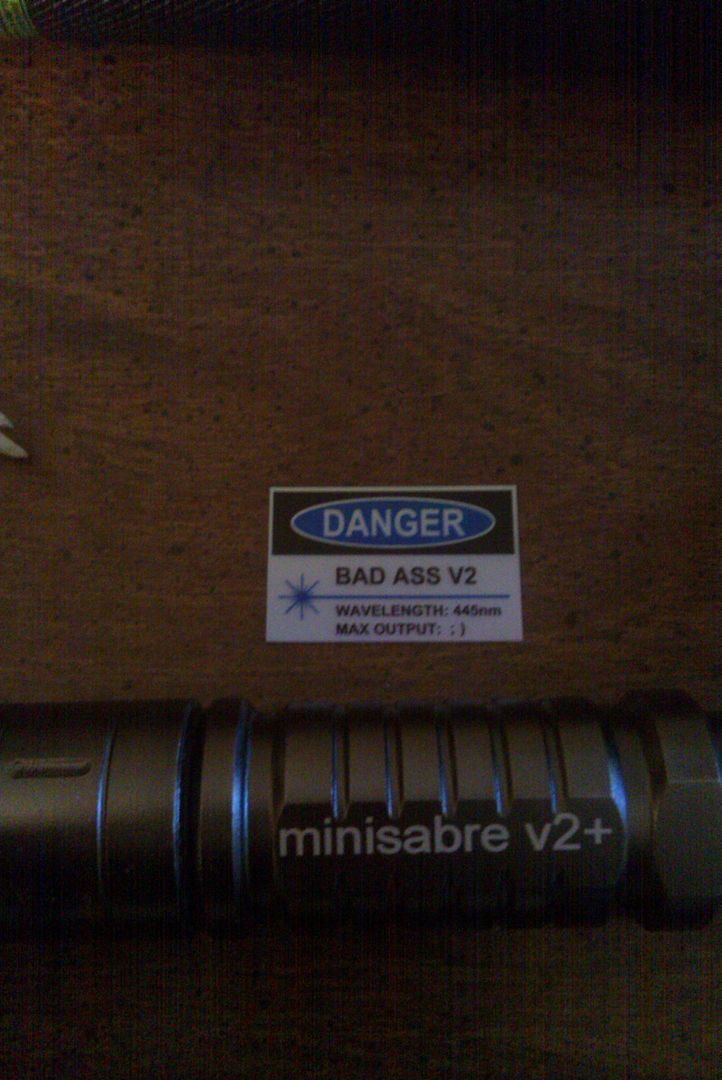 DANGER
BAD ASS V2
WAVELENGTH: 445nm
MAX OUTPUT: ; )
minisabre v2+